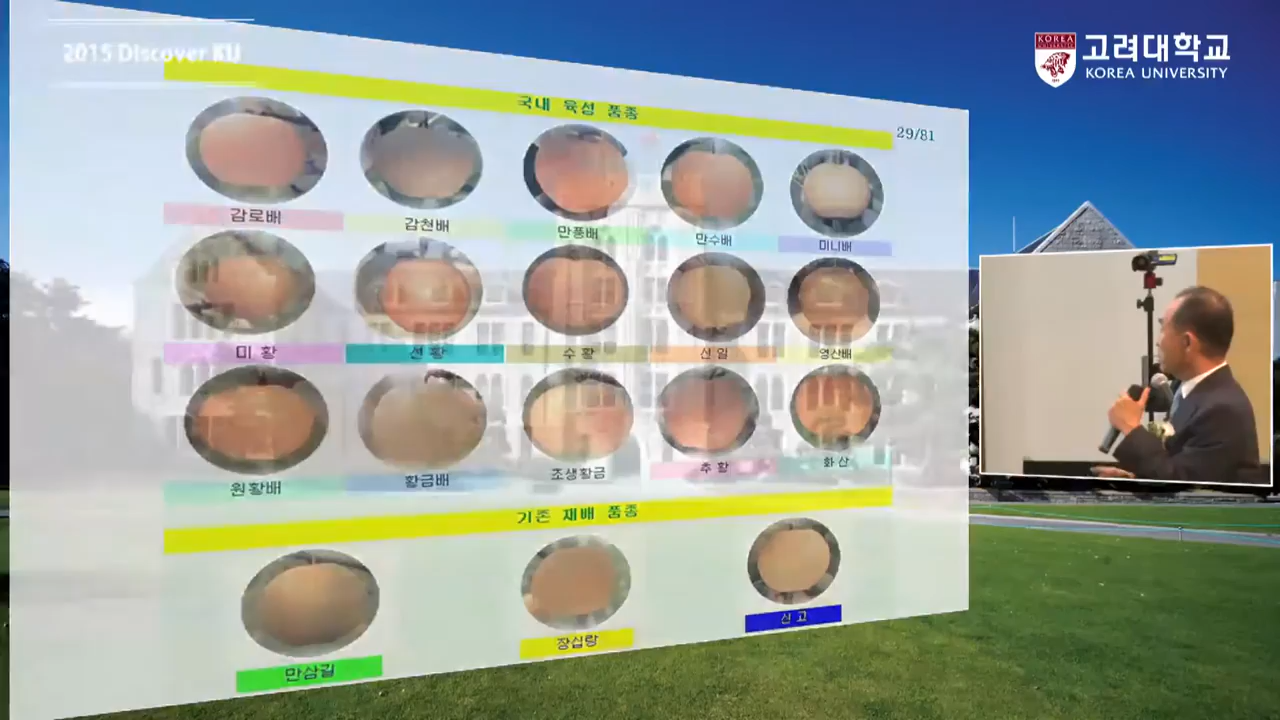 2015 Discover KU
KOREA
고려대학교
KOREA UNIVERSITY
국내 육성 품종
29/81
감로배
감천배
만풍배
만수배
미니배
미 황
선 황
수 황
신 일
영산배
원황배
황금배
조생황금
추 황
화 산
기존 재배 품종
만삼길
장십랑
신 고